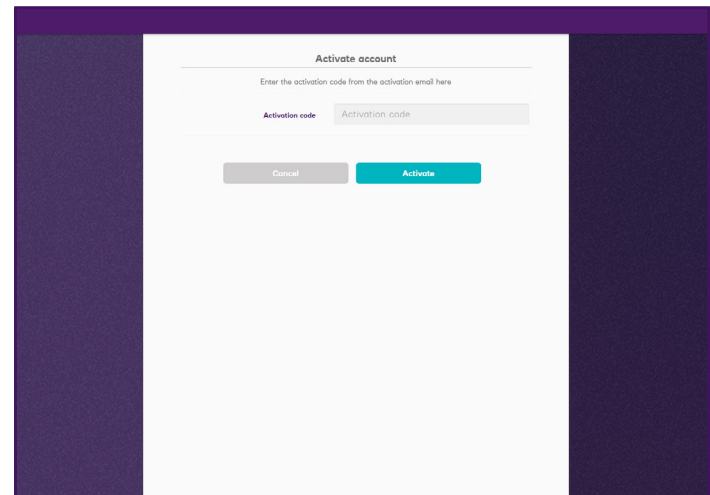 Activate account
Enter the activation code from the activation email here
Activation code Activation code
Cancel Activate